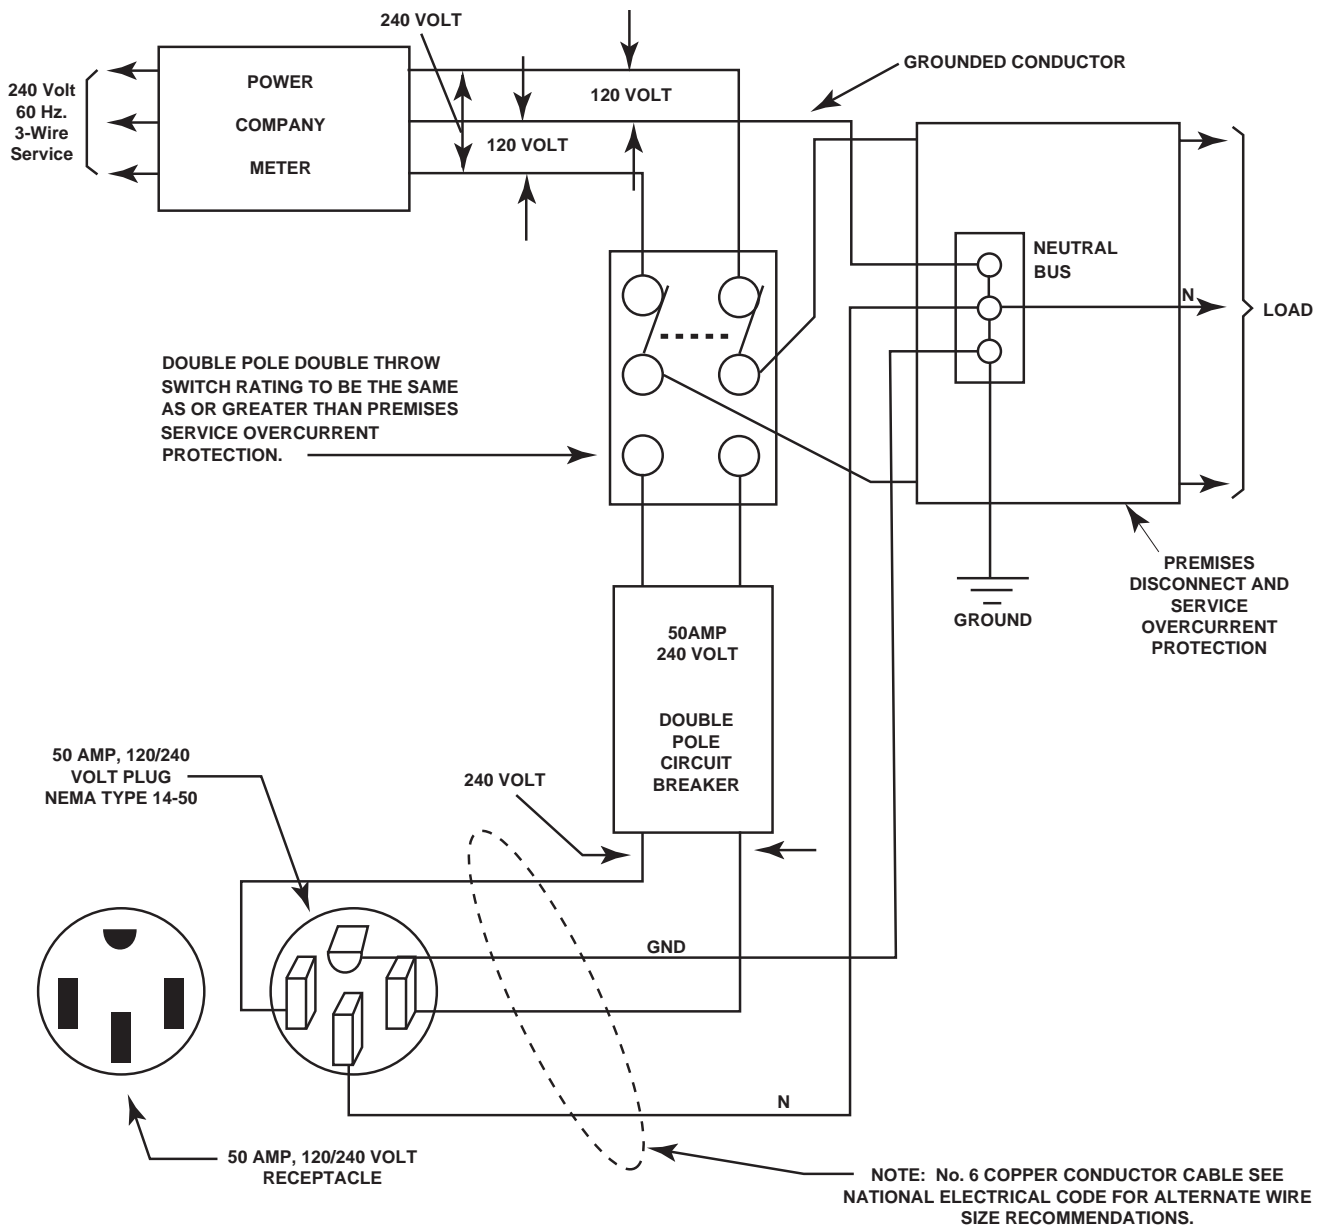 240 VOLT
GROUNDED CONDUCTOR
240 Volt
60 Hz.
3-Wire
Service
POWER
COMPANY
METER
120 VOLT
120 VOLT
NEUTRAL
BUS
N
LOAD
DOUBLE POLE DOUBLE THROW
SWITCH RATING TO BE THE SAME
AS OR GREATER THAN PREMISES
SERVICE OVERCURRENT
PROTECTION.
GROUND
PREMISES
DISCONNECT AND
SERVICE
OVERCURRENT
PROTECTION
50AMP
240 VOLT
DOUBLE
POLE
CIRCUIT
BREAKER
50 AMP, 120/240
VOLT PLUG
NEMA TYPE 14-50
240 VOLT
GND
N
50 AMP, 120/240 VOLT
RECEPTACLE
NOTE: No. 6 COPPER CONDUCTOR CABLE SEE
NATIONAL ELECTRICAL CODE FOR ALTERNATE WIRE
SIZE RECOMMENDATIONS.